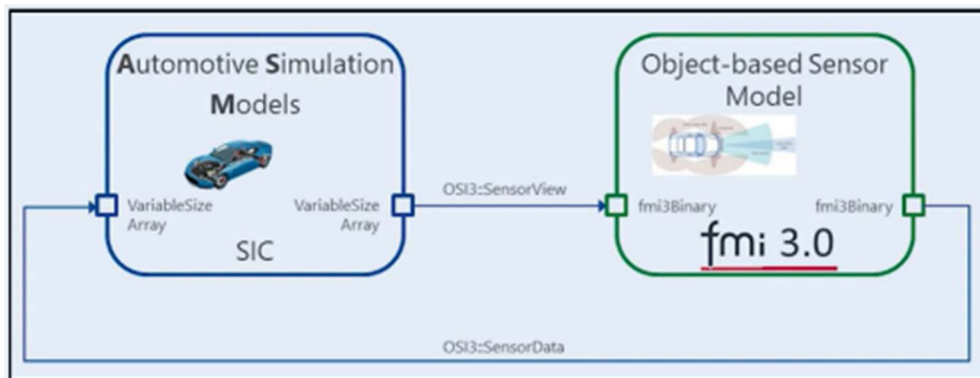 Automotive Simulation
Models
VariableSize
Array
VariableSize
Array
SIC
OSI3::SensorView
Object-based Sensor
Model
fmi3Binary
fmi3Binary
fmi 3.0
OSI3::SensorData